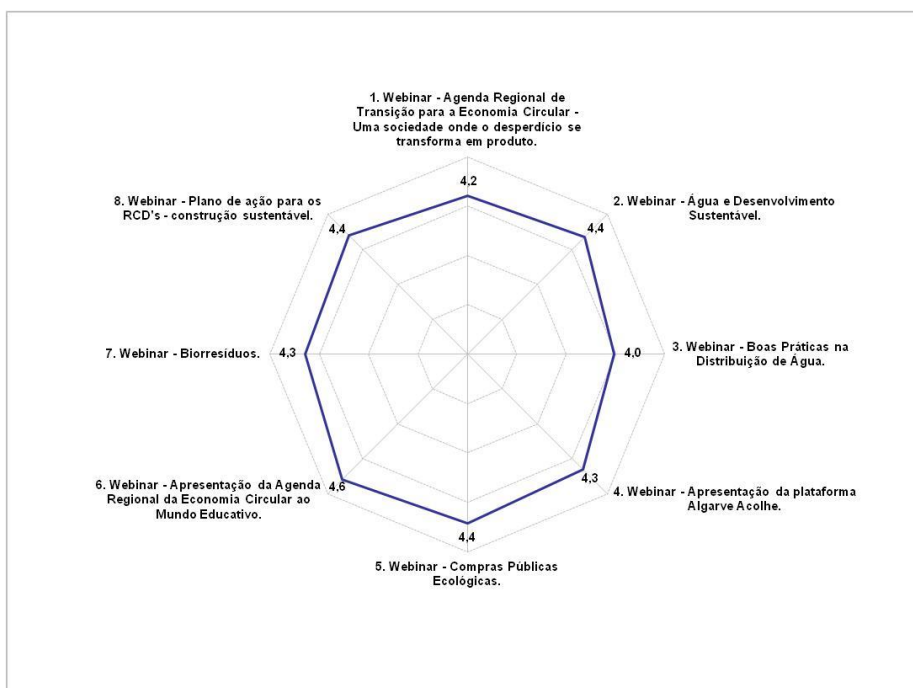 1. Webinar - Agenda Regional de
Transição para a Economia Circular -
Uma sociedade onde o desperdício se
transforma em produto.
4,2
2. Webinar - Água e Desenvolvimento
Sustentável.
4,4
3. Webinar - Boas Práticas na
Distribuição de Água.
4,0
4. Webinar - Apresentação da plataforma
Algarve Acolhe.
4,3
5. Webinar - Compras Públicas
Ecológicas.
4,4
6. Webinar - Apresentação da Agenda
Regional da Economia Circular ao
Mundo Educativo.
4,6
7. Webinar - Biorresíduos.
4,3
8. Webinar - Plano de ação para os
RCD's - construção sustentável.
4,4